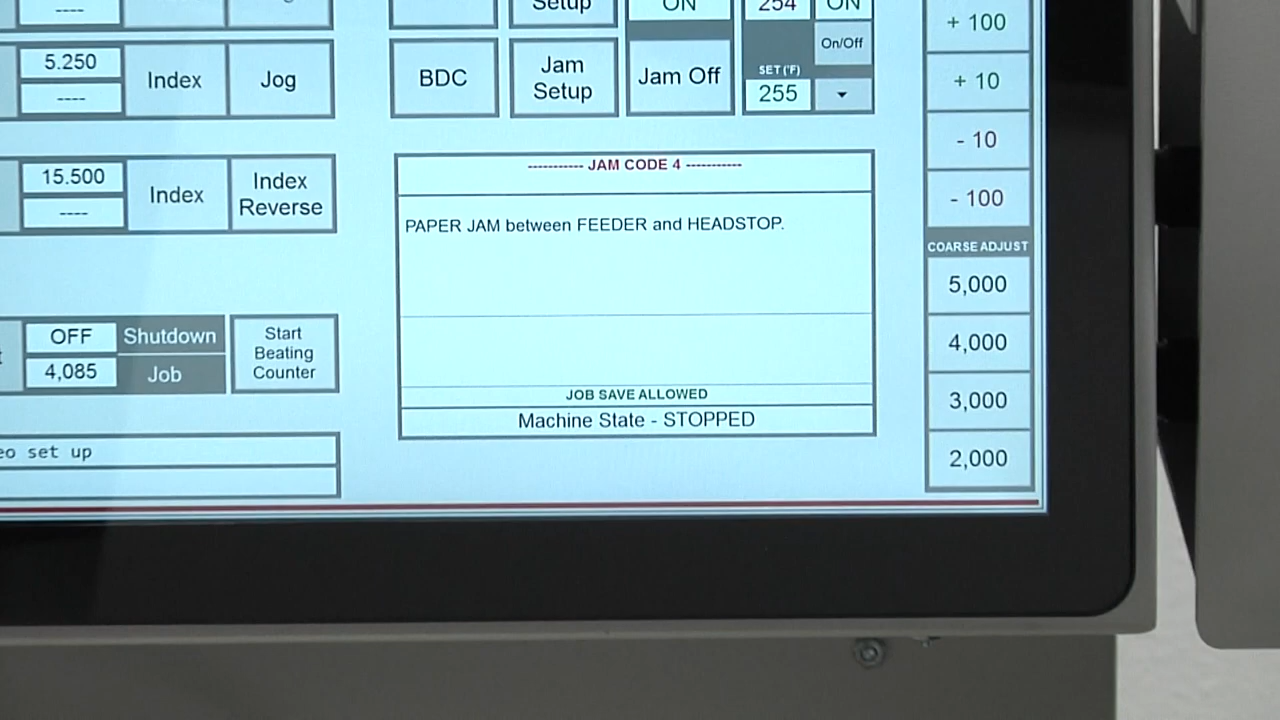 Setup
ON
254
ON
+ 100
5.250
----
Index
Jog
BDC
Jam
Setup
Jam Off
On/Off
SET (°F)
255
+ 10
- 10
- 100
15.500
----
Index
Index
Reverse
----------- JAM CODE 4 -----------
PAPER JAM between FEEDER and HEADSTOP.
COARSE ADJUST
5,000
4,000
3,000
2,000
OFF
Shutdown
4,085
Job
Start
Beating
Counter
JOB SAVE ALLOWED
Machine State - STOPPED
set up